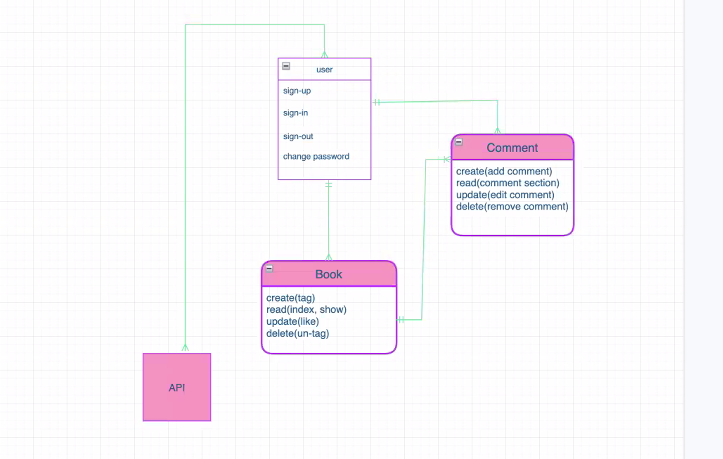 user
sign-up
sign-in
sign-out
change password
Comment
create(add comment)
read(comment section)
update(edit comment)
delete(remove comment)
Book
create(tag)
read(index, show)
update(like)
delete(un-tag)
API